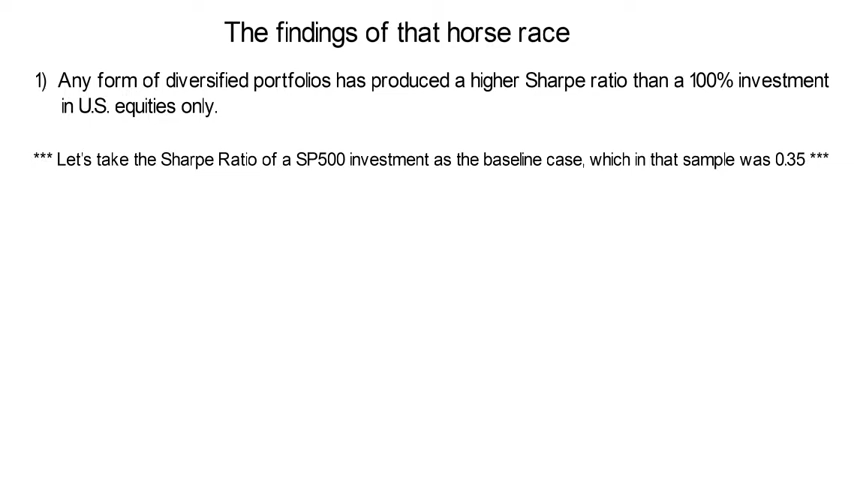 The findings of that horse race
1) Any form of diversified portfolios has produced a higher Sharpe ratio than a 100% investment
in U.S. equities only.
*** Let's take the Sharpe Ratio of a SP500 investment as the baseline case, which in that sample was 0.35 ***